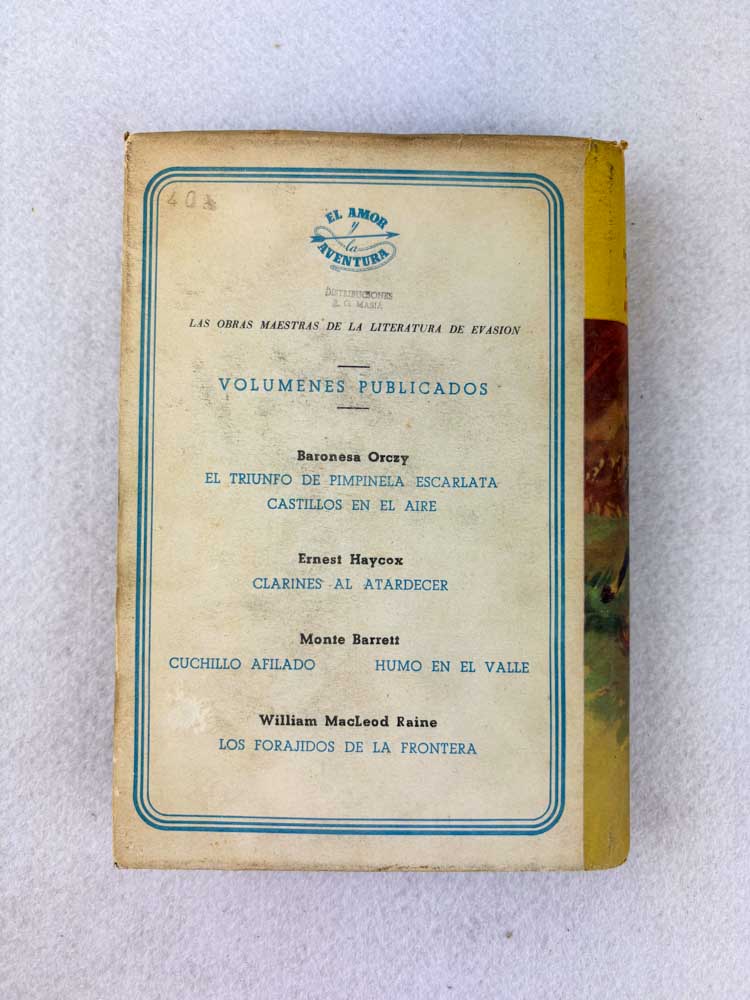 40
EL AMOR
y
la
AVENTURA
DISTRIBUCIONES
MASIÁ
LAS OBRAS MAESTRAS DE LA LITERATURA DE EVASION
VOLUMENES PUBLICADOS
Baronesa Orczy
EL TRIUNFO DE PIMPINELA ESCARLATA
CASTILLOS EN EL AIRE
Ernest Haycox
CLARINES AL ATARDECER
Monte Barrett
CUCHILLO AFILADO HUMO EN EL VALLE
William MacLeod Raine
LOS FORAJIDOS DE LA FRONTERA